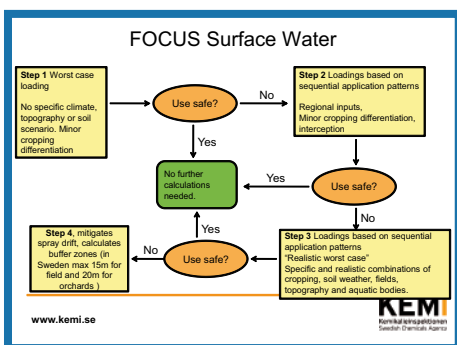 FOCUS Surface Water
Step 1 Worst case
loading
No specific climate,
topography or soil
scenario. Minor
cropping
differentiation
Use safe?
No
Step 2 Loadings based on
sequential application patterns
Regional inputs,
Minor cropping differentiation,
interception
Yes
No further
calculations
needed.
Yes
Use safe?
No
Step 3 Loadings based on sequential
application patterns
"Realistic worst case"
Specific and realistic combinations of
cropping, soil weather, fields,
topography and aquatic bodies.
Yes
Use safe?
No
Step 4, mitigates
spray drift, calculates
buffer zones (in
Sweden max 15m for
field and 20m for
orchards )
www.kemi.se
KEMI
Kemikalieinspektionen
Swedish Chemicals Agency